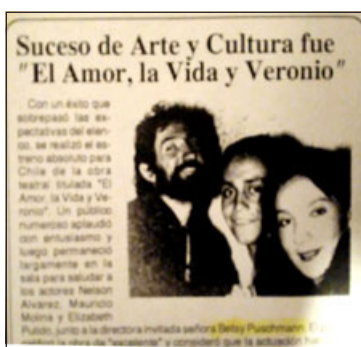 Suceso de Arte y Cultura fue
"El Amor, la Vida y Veronio"
Con un éxito que
sobrepasó las ex-
pectativas del elen-
co, se realizó el es-
treno absoluto para
Chile de la obra
teatral titulada "El
Amor, la Vida y Ve-
ronio". Un público
numeroso aplaudió
con entusiasmo y
luego permaneció
largamente en la
sala para saludar a
los actores Nelson
Alvarez, Mauricio
Molina y Elizabeth
Pulido, junto a la directora invitada señora Betsy Puschmann. El
la obra de "excelente" y consideró que la actuación